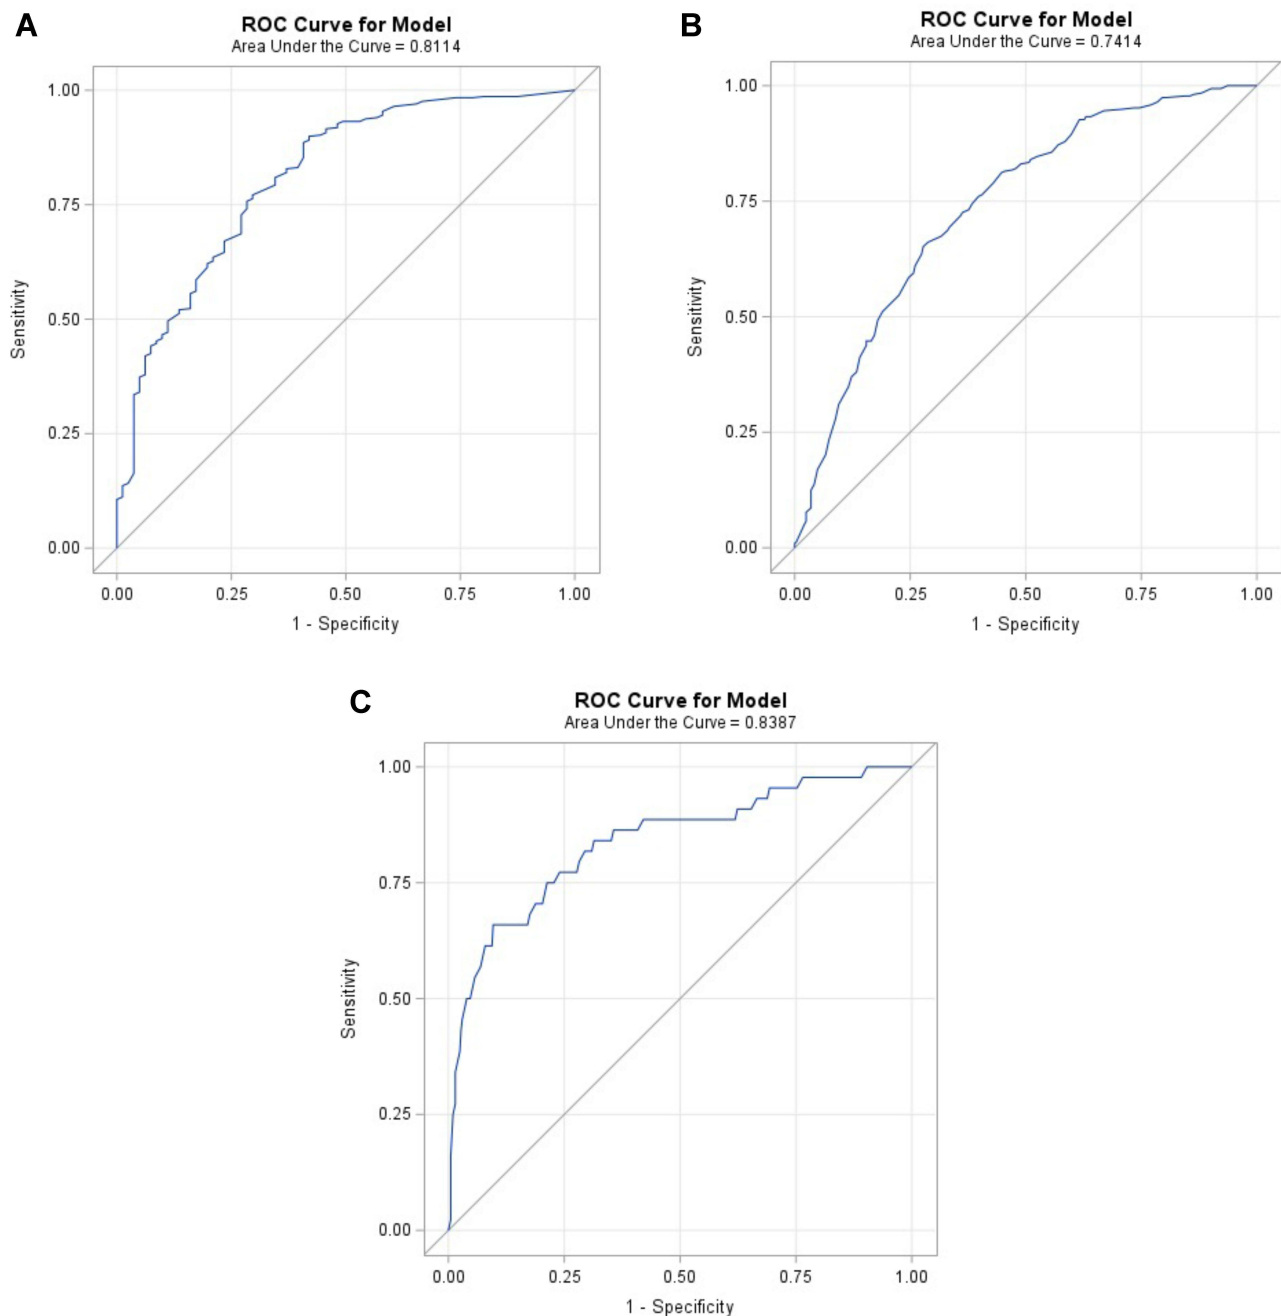 A
ROC Curve for Model
Area Under the Curve = 0.8114
1.00
0.75
0.50
0.25
0.00
Sensitivity
0.00 0.25 0.50 0.75 1.00
1 - Specificity
B
ROC Curve for Model
Area Under the Curve = 0.7414
1.00
0.75
0.50
0.25
0.00
Sensitivity
0.00 0.25 0.50 0.75 1.00
1 - Specificity
C
ROC Curve for Model
Area Under the Curve = 0.8387
1.00
0.75
0.50
0.25
0.00
Sensitivity
0.00 0.25 0.50 0.75 1.00
1 - Specificity